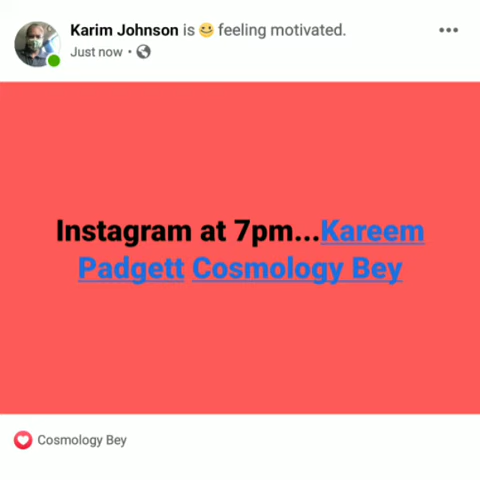 Karim Johnson is 😃 feeling motivated.
Just now ·
Instagram at 7pm...Kareem
Padgett Cosmology Bey
Cosmology Bey